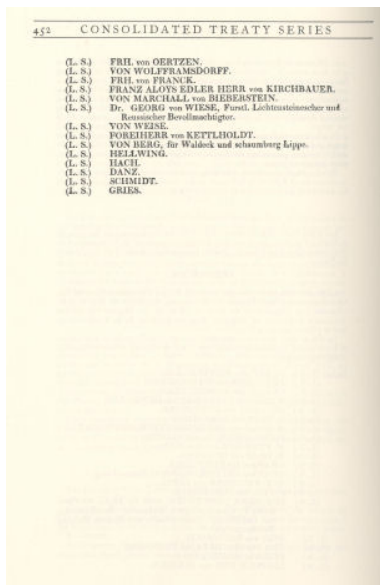 452 CONSOLIDATED TREATY SERIES
(L. S.) FRH. von OERTZEN.
(L. S.) VON WOLFFRAMSDORFF.
(L. S.) FRH. von FRANCK.
(L. S.) FRANZ ALOYS EDLER HERR von KIRCHBAUER.
(L. S.) VON MARCHALL von BIEBERSTEIN.
(L. S.) Dr. GEORG von WIESE, Furstl. Lichtensteinescher und
Reussischer Bevollmachtigtor.
(L. S.) VON WEISE.
(L. S.) FOREIHERR von KETTLHOLDT.
(L. S.) VON BERG, für Waldeck und schaumburg Lippe.
(L. S.) HELLWING.
(L. S.) HACH.
(L. S.) DANZ.
(L. S.) SCHMIDT.
(L. S.) GRIES.